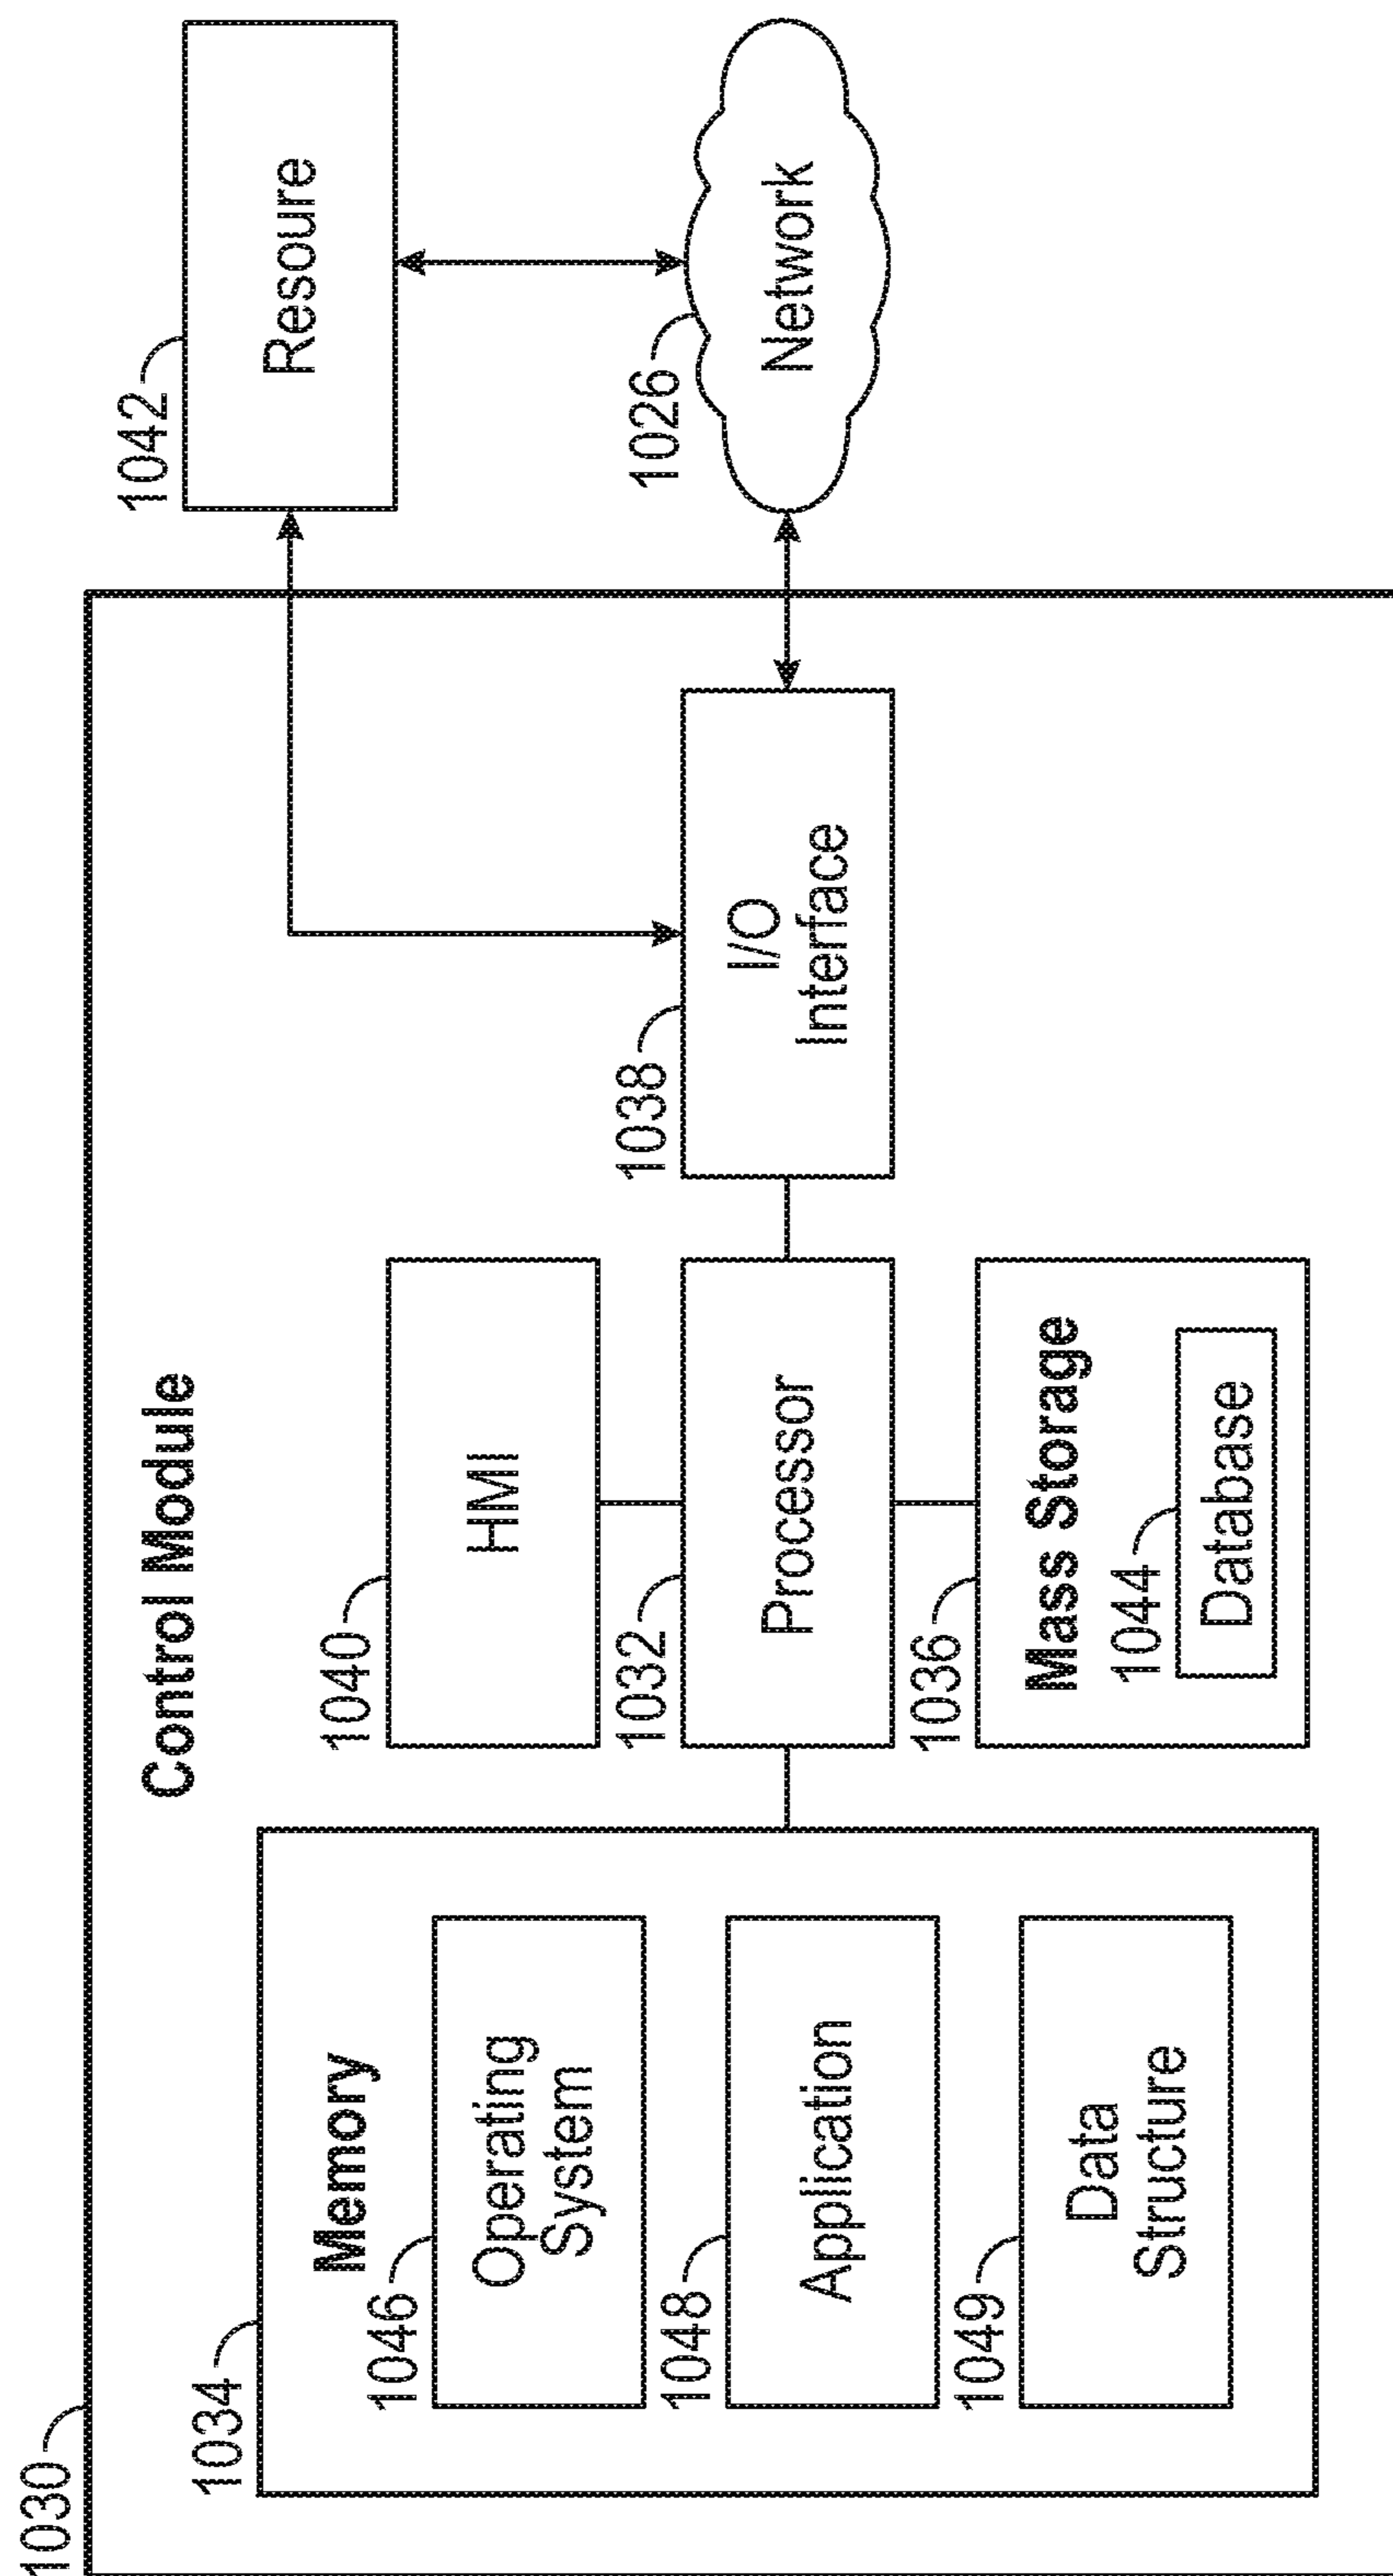 1030
Control Module
1034
Memory
1046
Operating
System
1048
Application
1049
Data
Structure
1040
HMI
1032
Processor
1036
Mass Storage
1044
Database
1038
I/O
Interface
1042
Resoure
1026
Network